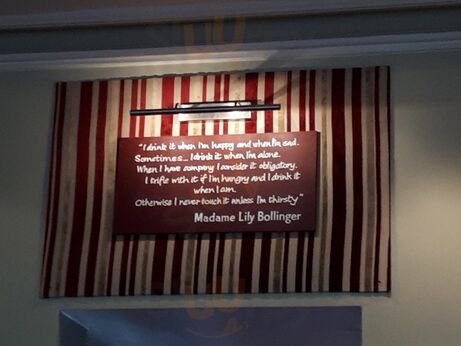 "I drink it when I'm happy and when I'm sad.
Sometimes... I drink it when I'm alone.
When I have company I consider it obligatory.
I trifle with it if I'm hungry and I drink it
when I am.
Otherwise I never touch it unless I'm thirsty"
Madame Lily Bollinger